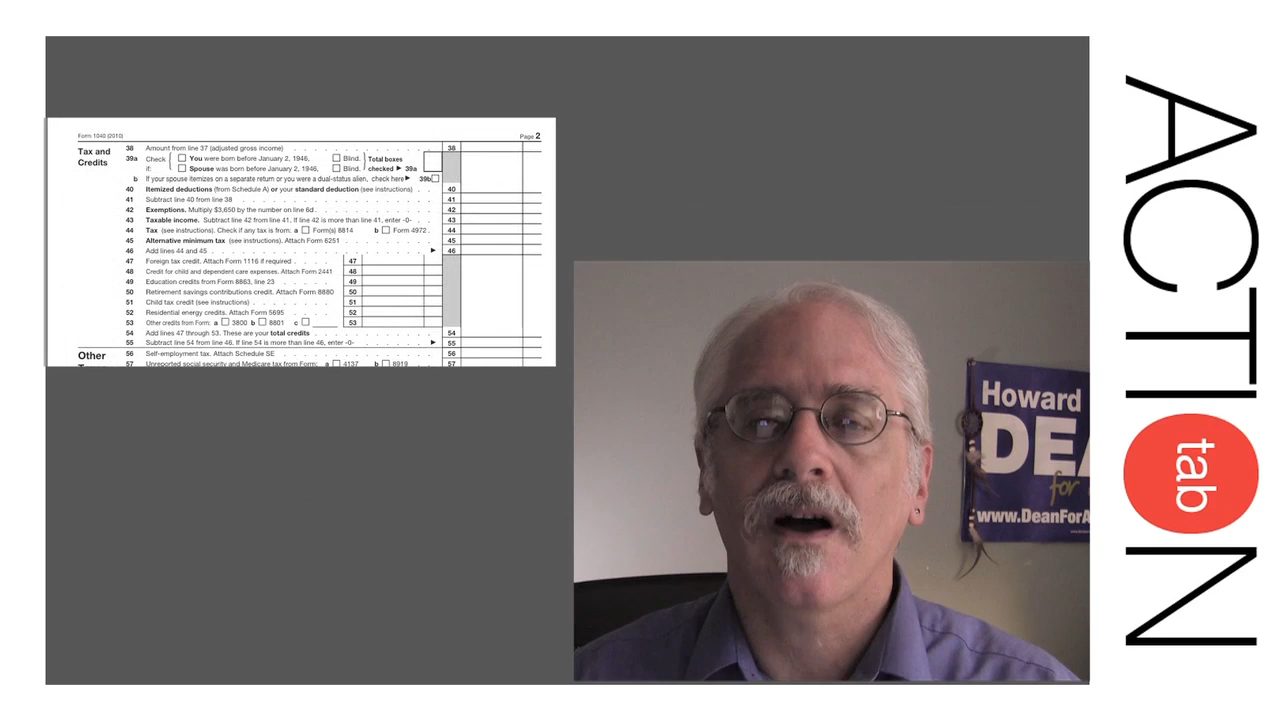 Form 1040 (2010)
Page 2
Tax and
Credits
38 Amount from line 37 (adjusted gross income) 38
39a Check if: You were born before January 2, 1946, Blind. Total boxes
Spouse was born before January 2, 1946, Blind. checked ▶ 39a
b If your spouse itemizes on a separate return or you were a dual-status alien, check here ▶ 39b
40 Itemized deductions (from Schedule A) or your standard deduction (see instructions) 40
41 Subtract line 40 from line 38 41
42 Exemptions. Multiply $3,650 by the number on line 6d 42
43 Taxable income. Subtract line 42 from line 41. If line 42 is more than line 41, enter -0- 43
44 Tax (see instructions). Check if any tax is from: a Form(s) 8814 b Form 4972 44
45 Alternative minimum tax (see instructions). Attach Form 6251 45
46 Add lines 44 and 45 ▶ 46
47 Foreign tax credit. Attach Form 1116 if required 47
48 Credit for child and dependent care expenses. Attach Form 2441 48
49 Education credits from Form 8863, line 23 49
50 Retirement savings contributions credit. Attach Form 8880 50
51 Child tax credit (see instructions) 51
52 Residential energy credits. Attach Form 5695 52
53 Other credits from Form: a 3800 b 8801 c 53
54 Add lines 47 through 53. These are your total credits 54
55 Subtract line 54 from line 46. If line 54 is more than line 46, enter -0- ▶ 55
Other
56 Self-employment tax. Attach Schedule SE 56
57 Unreported social security and Medicare tax from Form: a 4137 b 8919 57
Howard
DEA
for
www.DeanForA
ACTION
tab